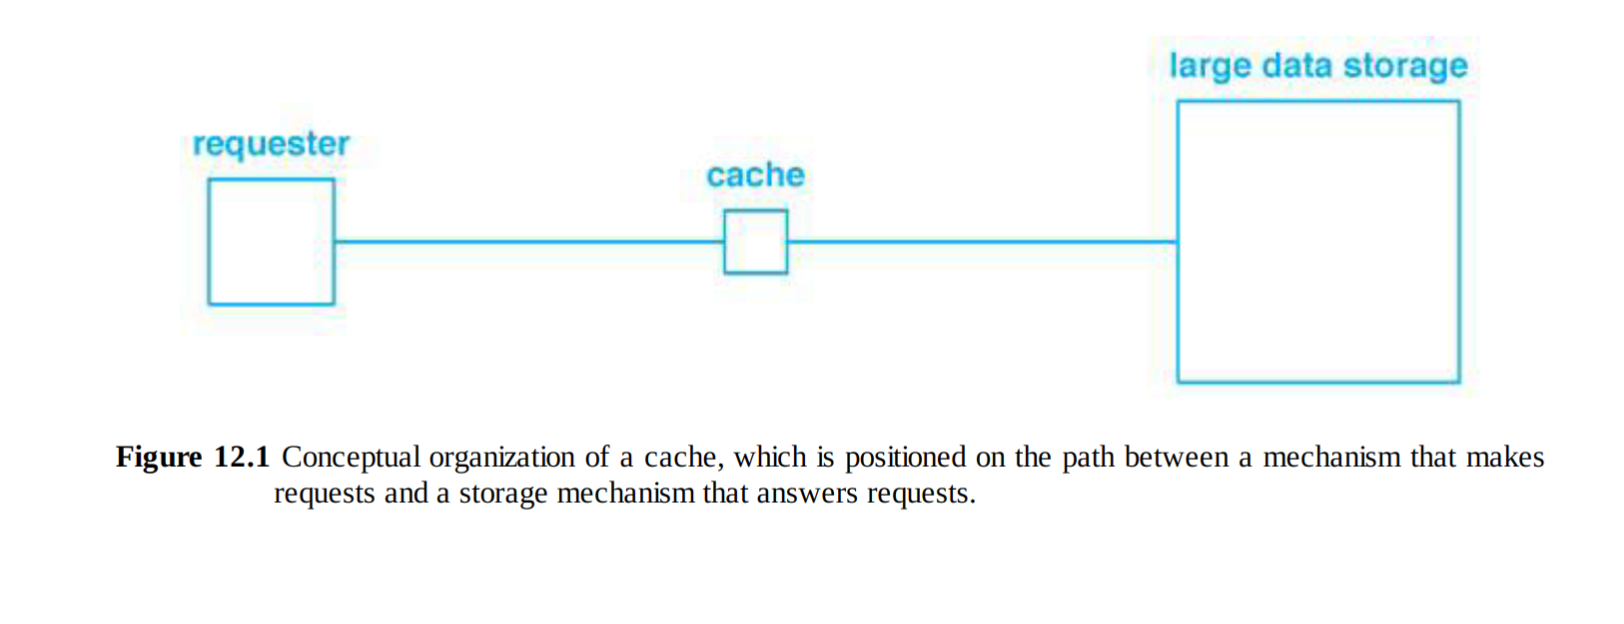 large data storage
requester
cache
Figure 12.1 Conceptual organization of a cache, which is positioned on the path between a mechanism that makes
requests and a storage mechanism that answers requests.